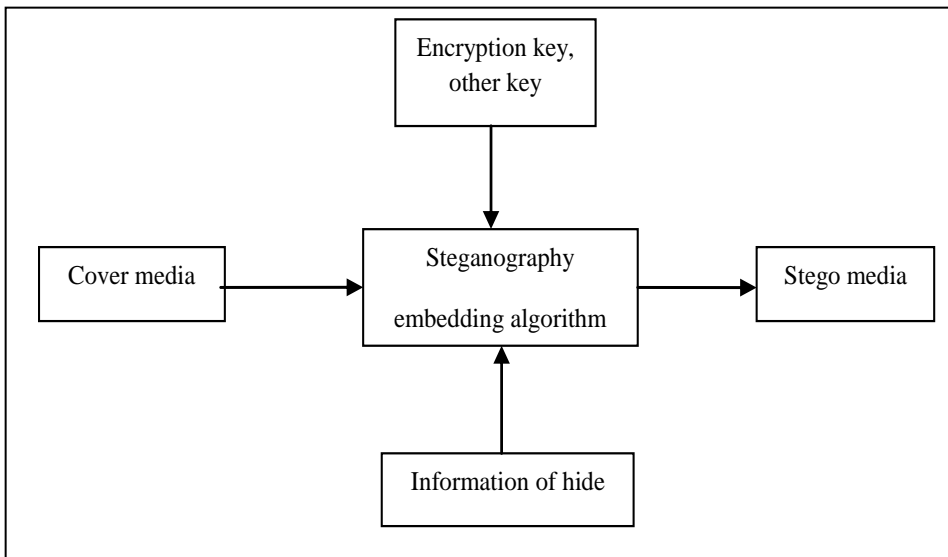 Encryption key,
other key
Cover media
Steganography
embedding algorithm
Stego media
Information of hide